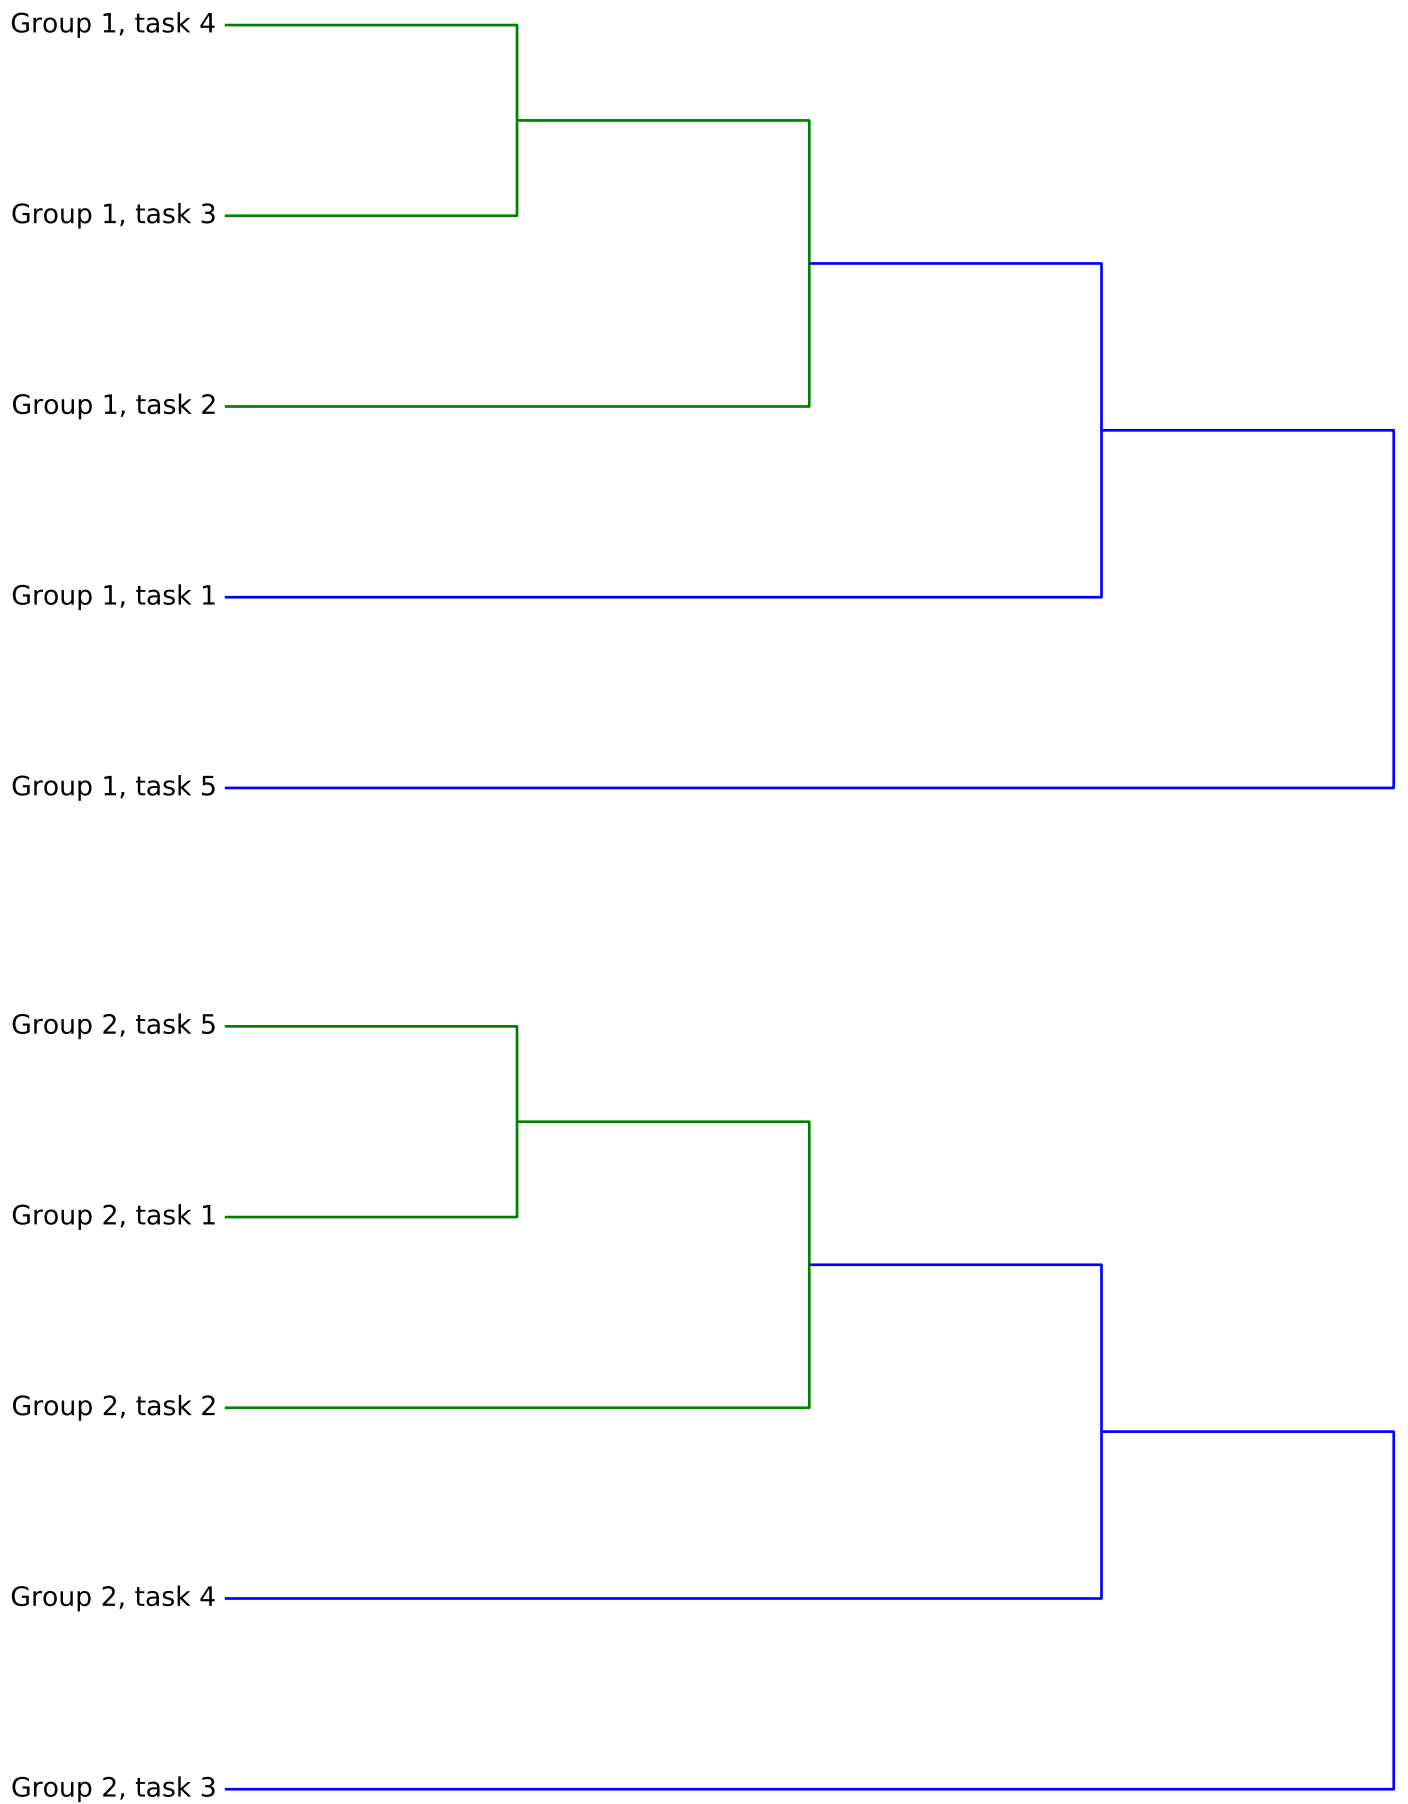 Group 1, task 4
Group 1, task 3
Group 1, task 2
Group 1, task 1
Group 1, task 5
Group 2, task 5
Group 2, task 1
Group 2, task 2
Group 2, task 4
Group 2, task 3